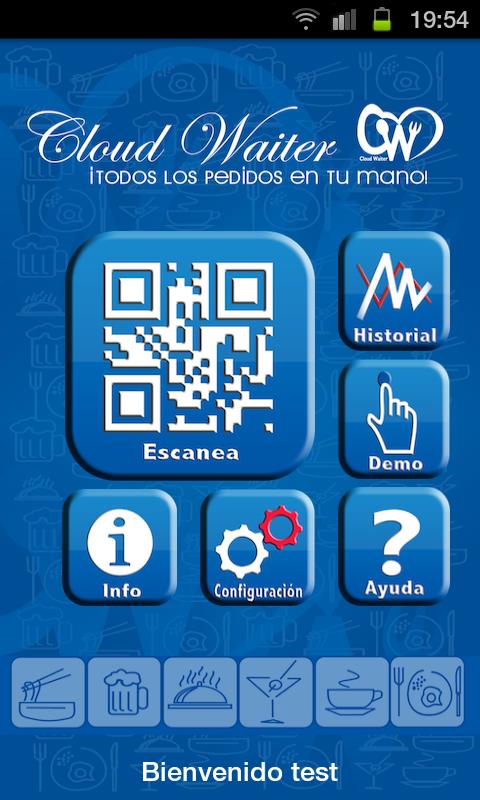 19:54
Cloud Waiter
CW
Cloud Waiter
¡TODOS LOS PEDIDOS EN TU MANO!
Historial
Escanea
Demo
Info
Configuración
Ayuda
Bienvenido test